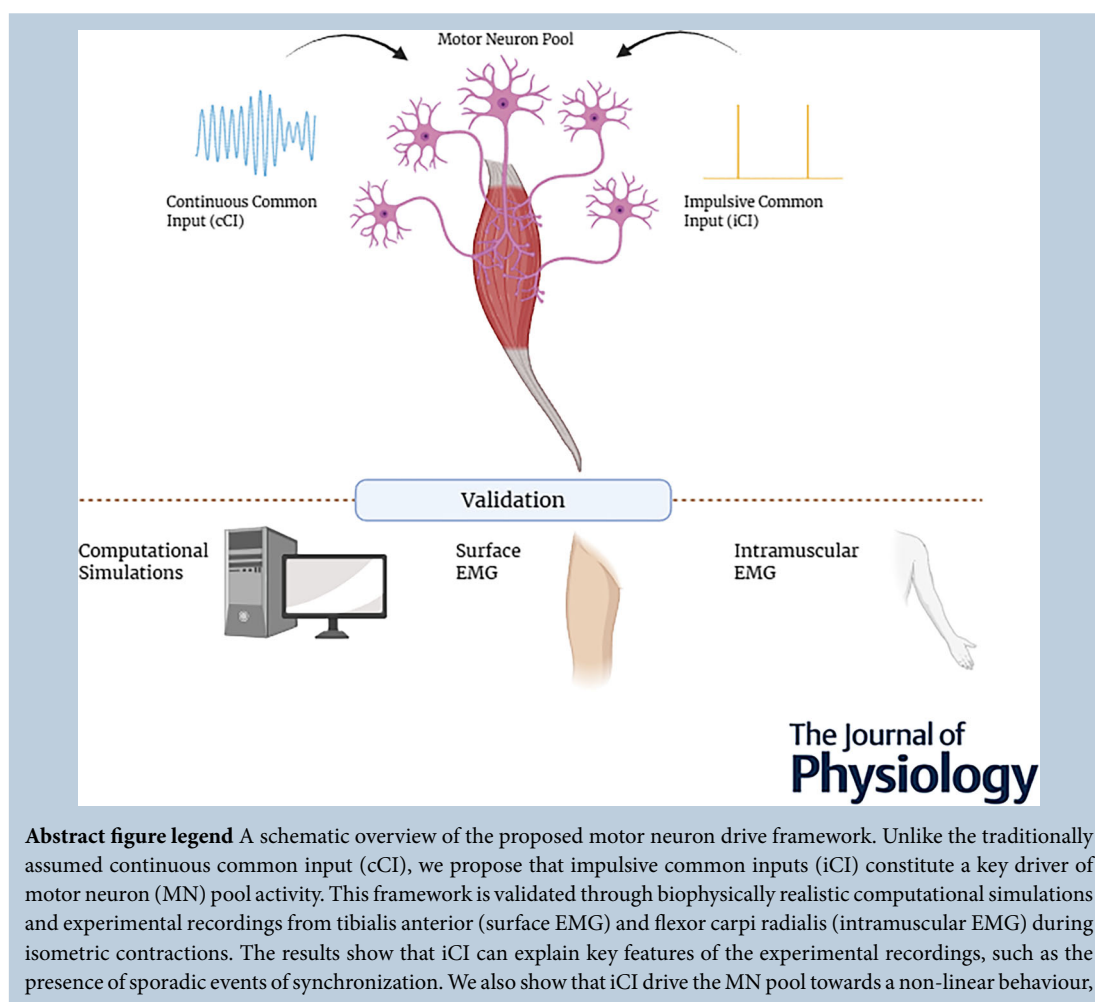 Motor Neuron Pool
Continuous Common
Input (cCI)
Impulsive Common
Input (iCI)
Validation
Computational
Simulations
Surface
EMG
Intramuscular
EMG
The Journal of
Physiology
Abstract figure legend A schematic overview of the proposed motor neuron drive framework. Unlike the traditionally
assumed continuous common input (cCI), we propose that impulsive common inputs (iCI) constitute a key driver of
motor neuron (MN) pool activity. This framework is validated through biophysically realistic computational simulations
and experimental recordings from tibialis anterior (surface EMG) and flexor carpi radialis (intramuscular EMG) during
isometric contractions. The results show that iCI can explain key features of the experimental recordings, such as the
presence of sporadic events of synchronization. We also show that iCI drive the MN pool towards a non-linear behaviour,